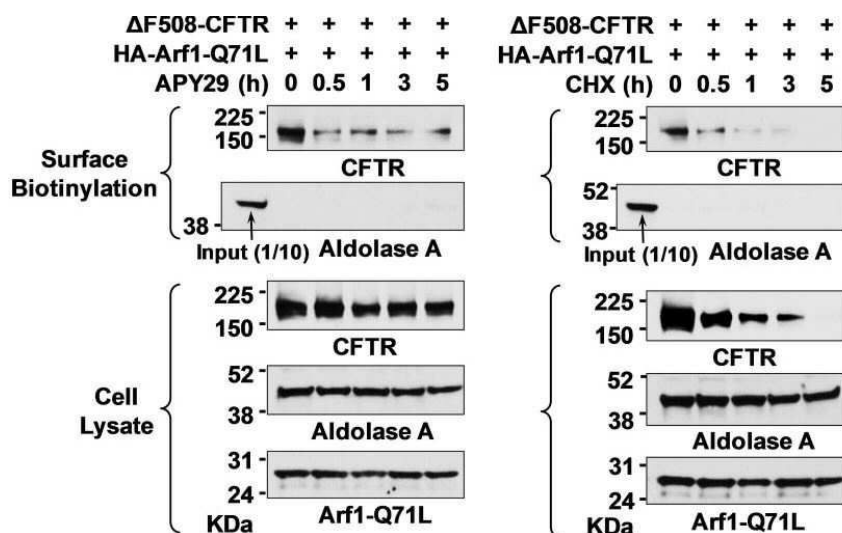 ΔF508-CFTR + + + + +
HA-Arf1-Q71L + + + + +
APY29 (h) 0 0.5 1 3 5
Surface Biotinylation
225
150
CFTR
38
Input (1/10) Aldolase A
Cell Lysate
225
150
CFTR
52
38
Aldolase A
31
24
KDa Arf1-Q71L
ΔF508-CFTR + + + + +
HA-Arf1-Q71L + + + + +
CHX (h) 0 0.5 1 3 5
225
150
CFTR
52
38
Input (1/10) Aldolase A
225
150
CFTR
52
38
Aldolase A
31
24
KDa Arf1-Q71L